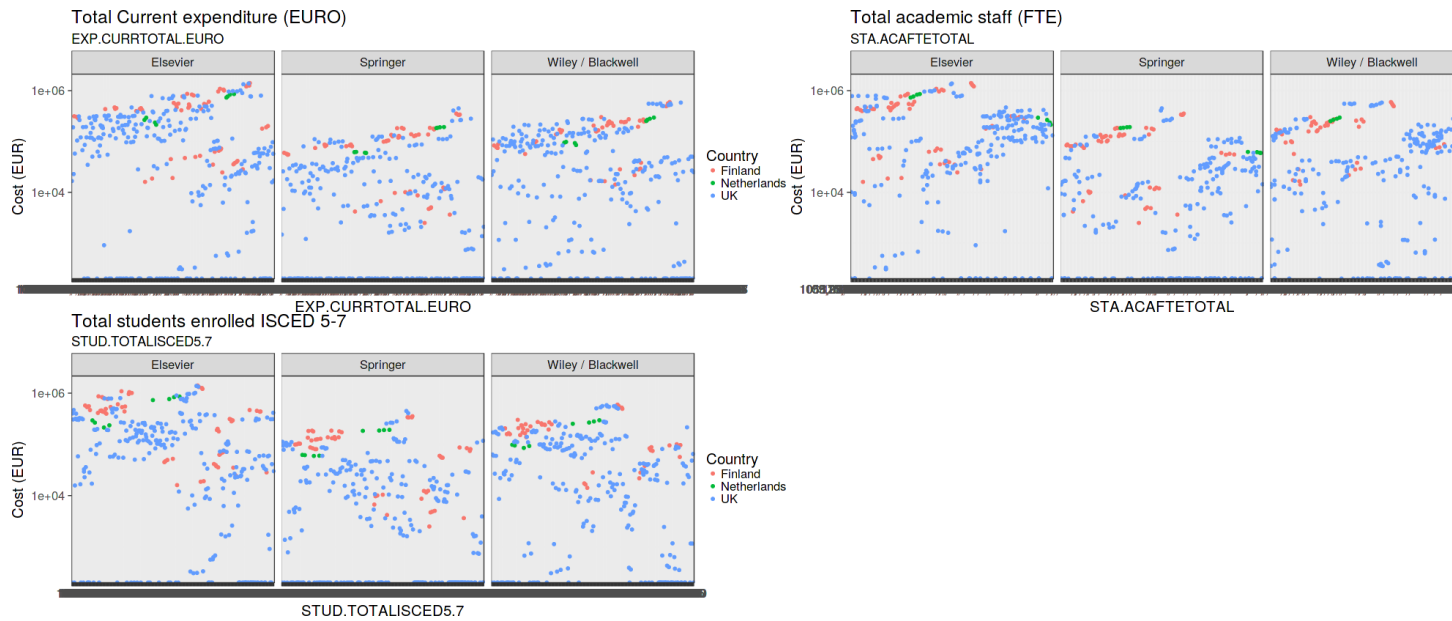 Total Current expenditure (EURO)
EXP.CURRTOTAL.EURO
Elsevier
Springer
Wiley / Blackwell
1e+06
1e+04
Cost (EUR)
EXP.CURRTOTAL.EURO
Country
Finland
Netherlands
UK
Total academic staff (FTE)
STA.ACAFTETOTAL
Elsevier
Springer
Wiley / Blackwell
1e+06
1e+04
Cost (EUR)
STA.ACAFTETOTAL
Total students enrolled ISCED 5-7
STUD.TOTALISCED5.7
Elsevier
Springer
Wiley / Blackwell
1e+06
1e+04
Cost (EUR)
STUD.TOTALISCED5.7
Country
Finland
Netherlands
UK